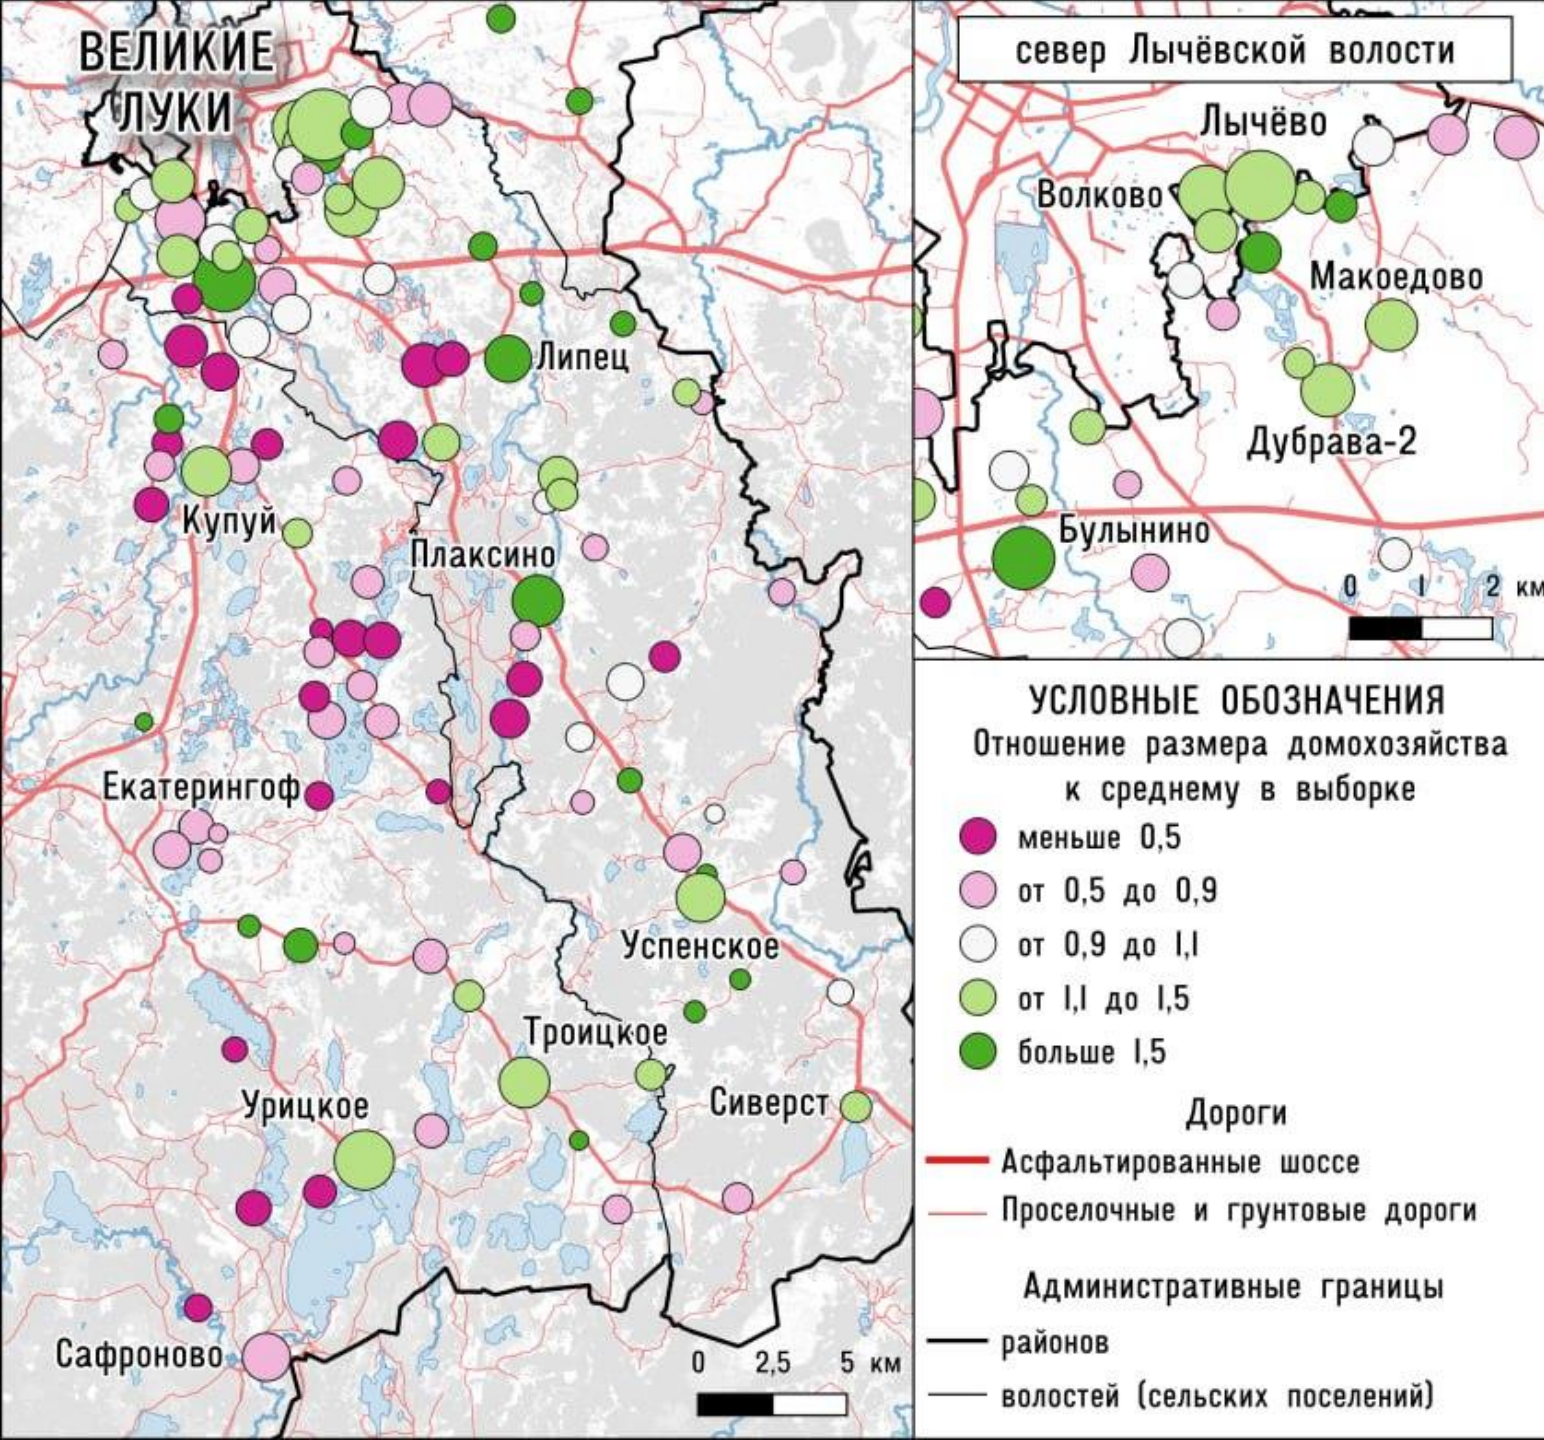 ВЕЛИКИЕ
ЛУКИ
Липец
Купуй
Плаксино
Екатерингоф
Успенское
Троицкое
Урицкое
Сиверст
Сафроново
0 2,5 5 км
север Лычёвской волости
Лычёво
Волково
Макоедово
Дубрава-2
Булынино
0 1 2 км
УСЛОВНЫЕ ОБОЗНАЧЕНИЯ
Отношение размера домохозяйства
к среднему в выборке
меньше 0,5
от 0,5 до 0,9
от 0,9 до 1,1
от 1,1 до 1,5
больше 1,5
Дороги
Асфальтированные шоссе
Проселочные и грунтовые дороги
Административные границы
районов
волостей (сельских поселений)